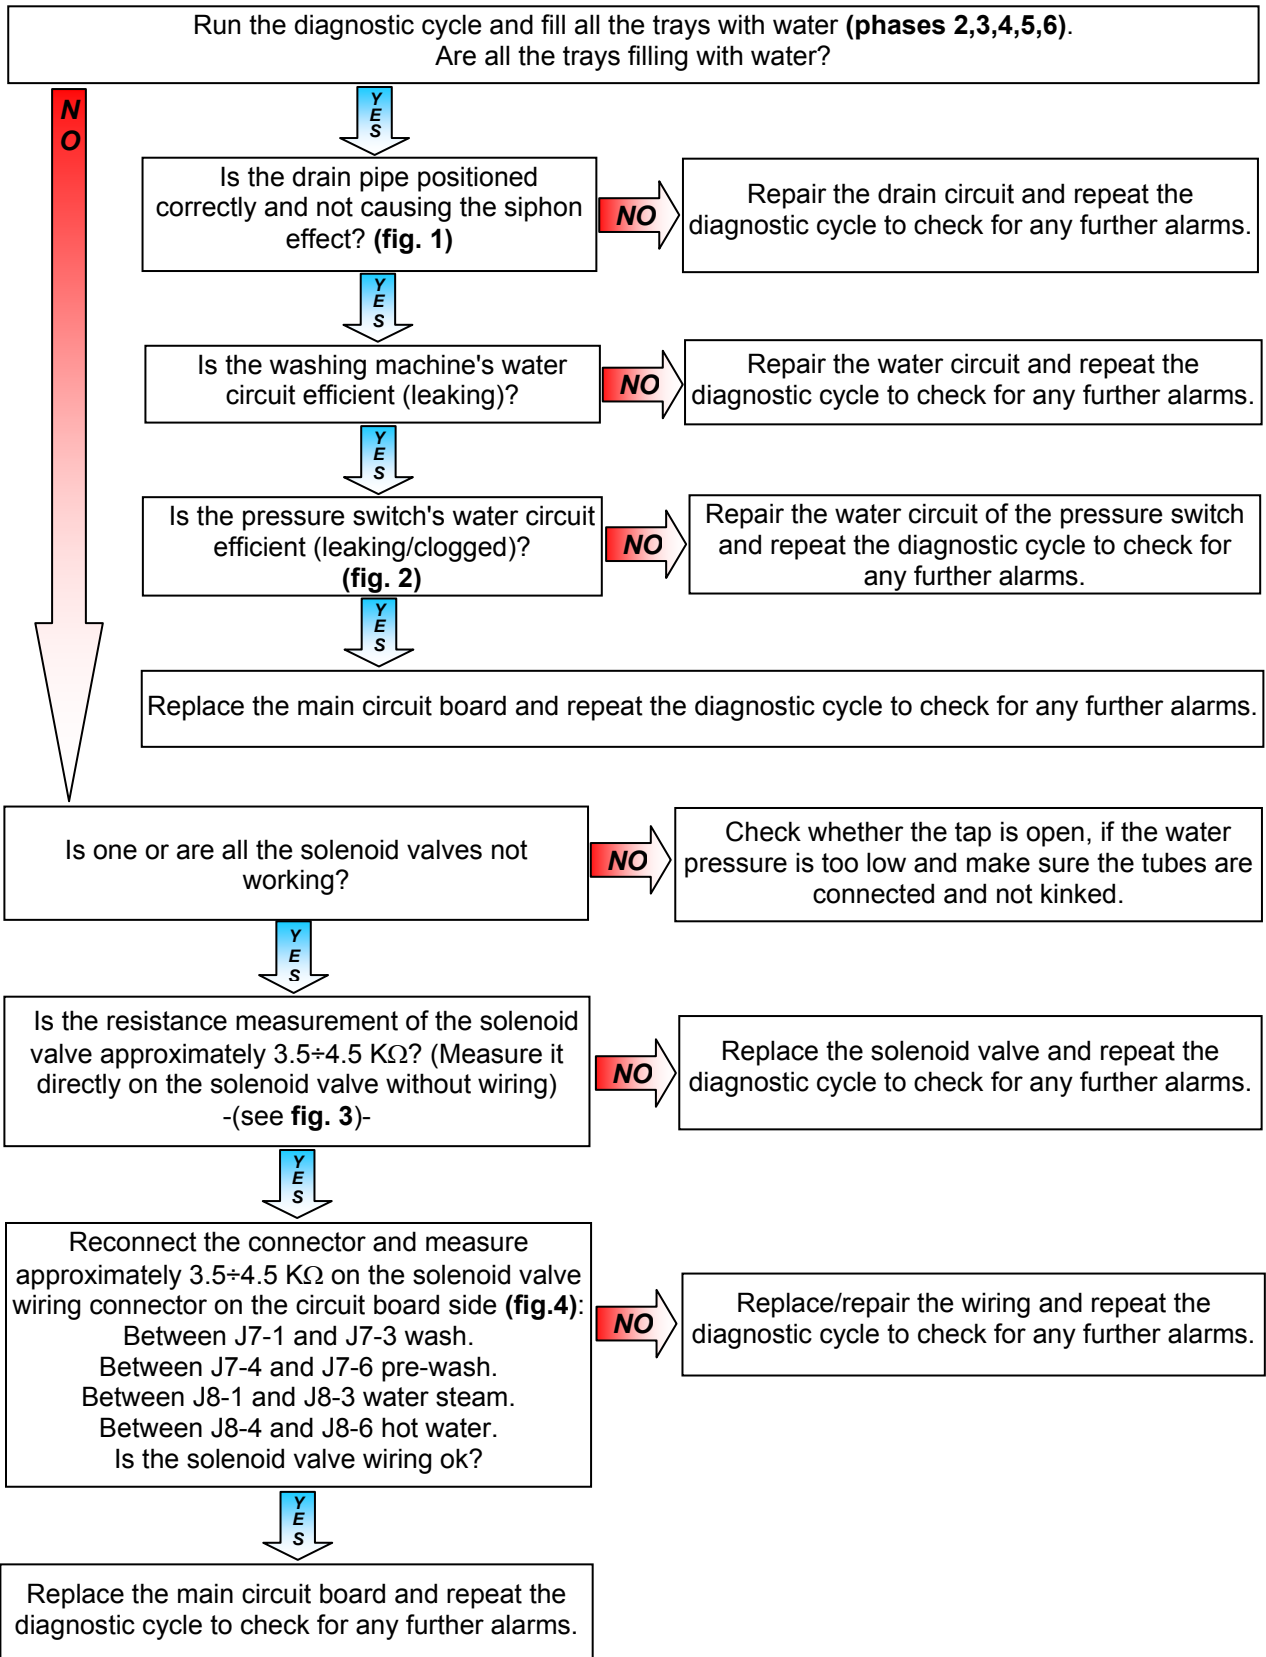 Run the diagnostic cycle and fill all the trays with water (phases 2,3,4,5,6).
Are all the trays filling with water?
NO
YES
Is the drain pipe positioned
correctly and not causing the siphon
effect? (fig. 1)
NO
Repair the drain circuit and repeat the
diagnostic cycle to check for any further alarms.
YES
Is the washing machine's water
circuit efficient (leaking)?
NO
Repair the water circuit and repeat the
diagnostic cycle to check for any further alarms.
YES
Is the pressure switch's water circuit
efficient (leaking/clogged)?
(fig. 2)
NO
Repair the water circuit of the pressure switch
and repeat the diagnostic cycle to check for
any further alarms.
YES
Replace the main circuit board and repeat the diagnostic cycle to check for any further alarms.
Is one or are all the solenoid valves not
working?
NO
Check whether the tap is open, if the water
pressure is too low and make sure the tubes are
connected and not kinked.
YES
Is the resistance measurement of the solenoid
valve approximately 3.5÷4.5 KΩ? (Measure it
directly on the solenoid valve without wiring)
-(see fig. 3)-
NO
Replace the solenoid valve and repeat the
diagnostic cycle to check for any further alarms.
YES
Reconnect the connector and measure
approximately 3.5÷4.5 KΩ on the solenoid valve
wiring connector on the circuit board side (fig.4):
Between J7-1 and J7-3 wash.
Between J7-4 and J7-6 pre-wash.
Between J8-1 and J8-3 water steam.
Between J8-4 and J8-6 hot water.
Is the solenoid valve wiring ok?
NO
Replace/repair the wiring and repeat the
diagnostic cycle to check for any further alarms.
YES
Replace the main circuit board and repeat the
diagnostic cycle to check for any further alarms.